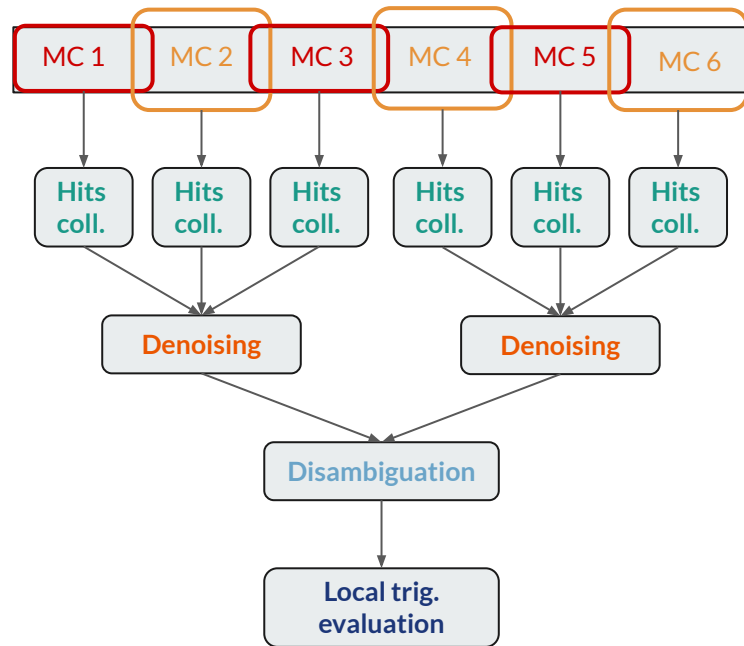 MC 1 MC 2 MC 3 MC 4 MC 5 MC 6
Hits Hits Hits Hits Hits Hits
coll. coll. coll. coll. coll. coll.
Denoising Denoising
Disambiguation
Local trig.
evaluation